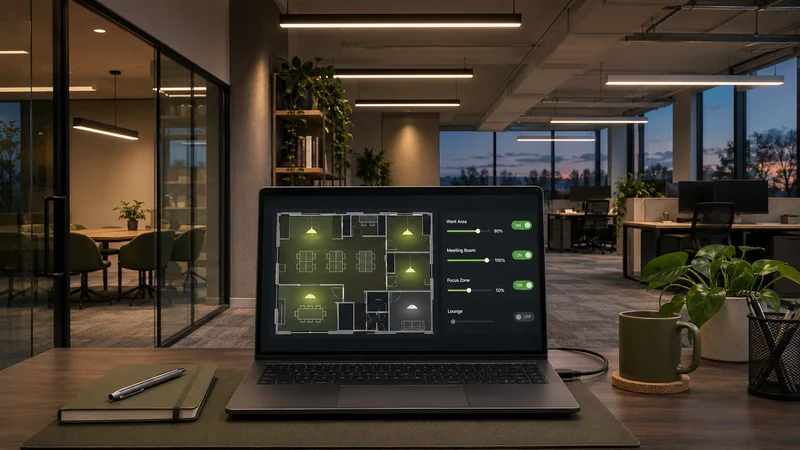 Work Area
80%
ON
Meeting Room
100%
ON
Focus Zone
50%
ON
Lounge
OFF